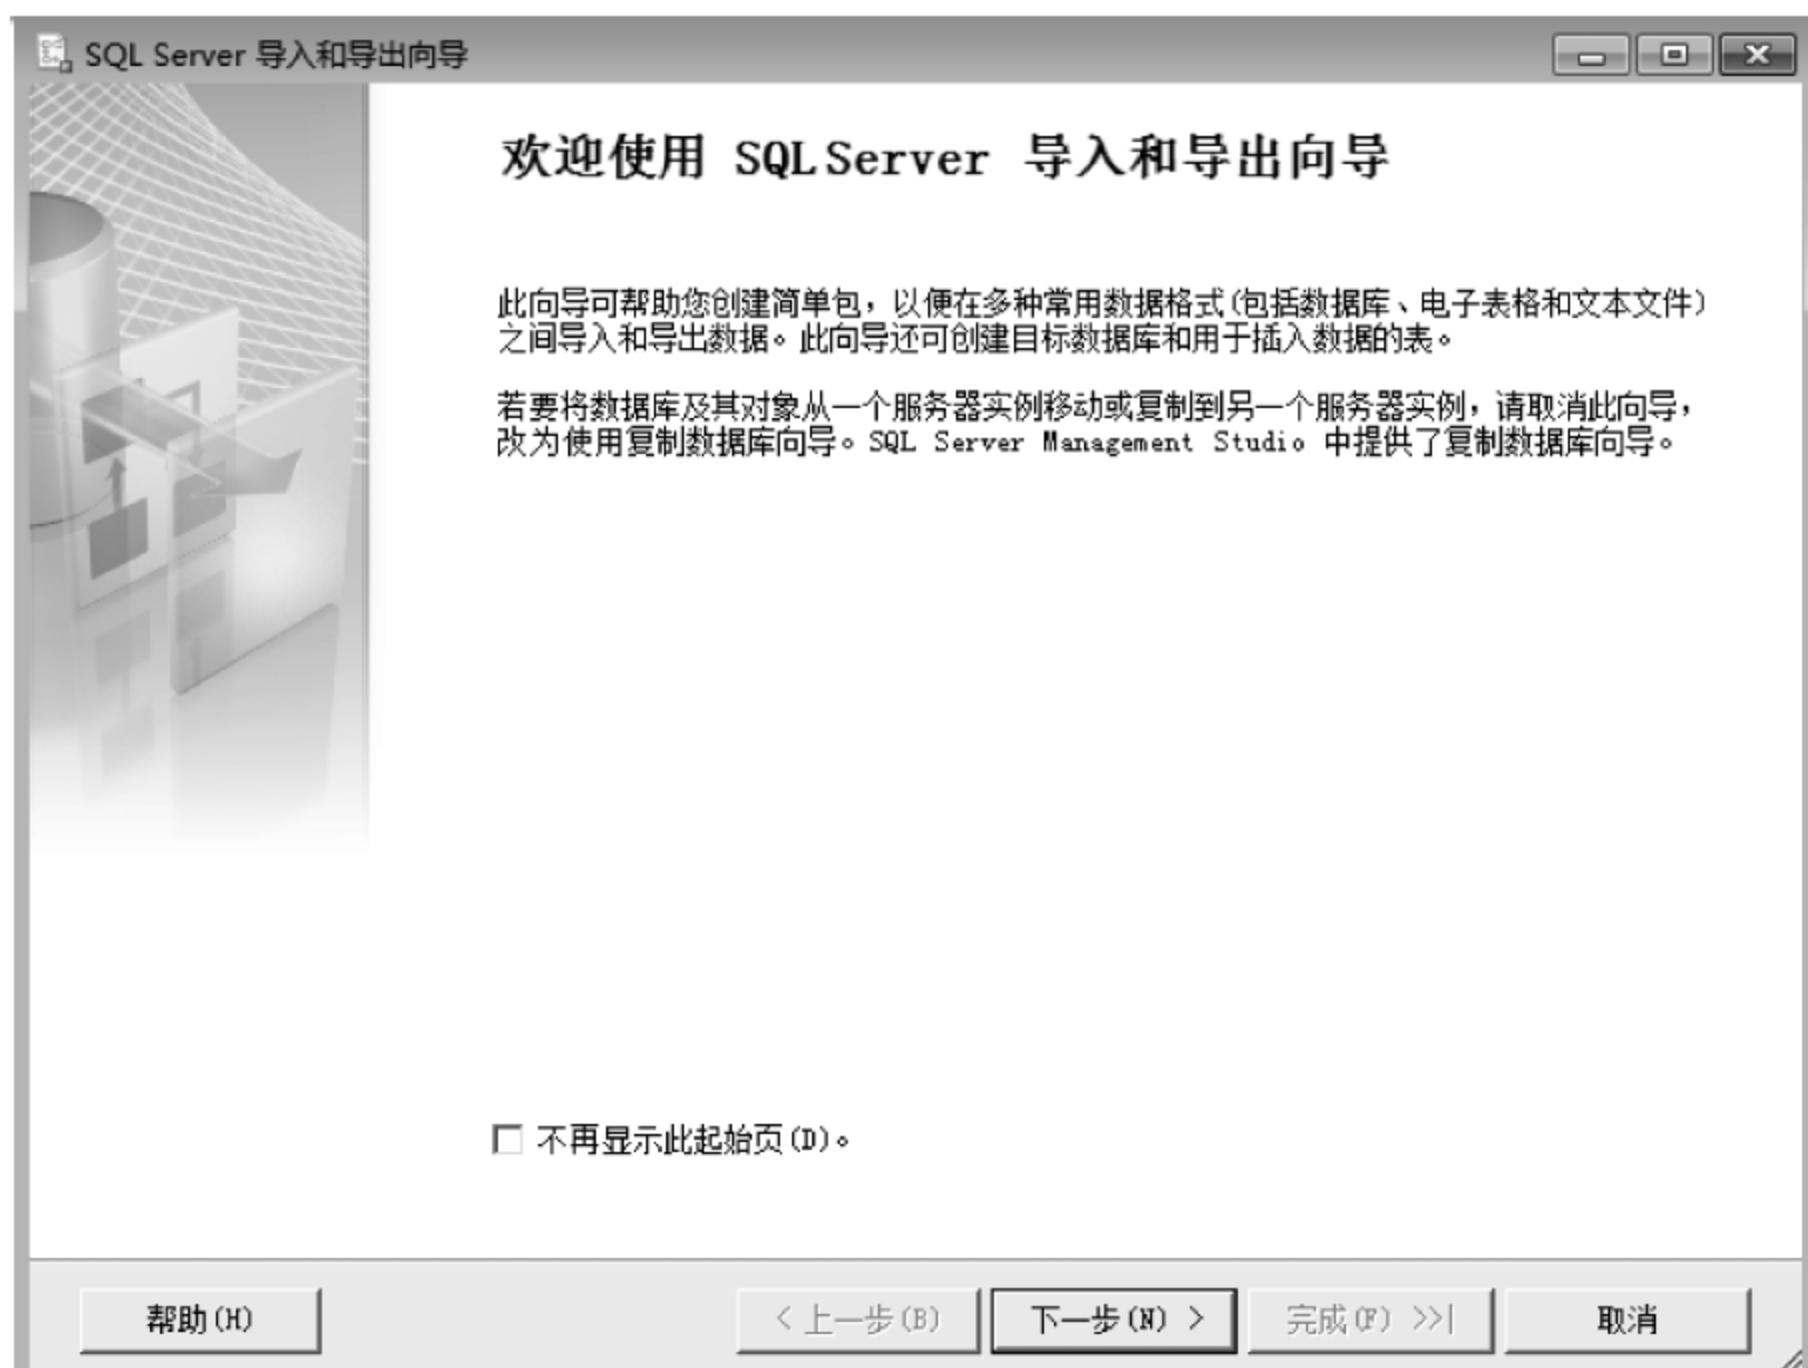 SQL Server 导入和导出向导
欢迎使用 SQL Server 导入和导出向导
此向导可帮助您创建简单包，以便在多种常用数据格式(包括数据库、电子表格和文本文件)
之间导入和导出数据。此向导还可创建目标数据库和用于插入数据的表。
若要将数据库及其对象从一个服务器实例移动或复制到另一个服务器实例，请取消此向导，
改为使用复制数据库向导。SQL Server Management Studio 中提供了复制数据库向导。
不再显示此起始页(D)。
帮助(H)
< 上一步(B)
下一步(N) >
完成(F) >>|
取消